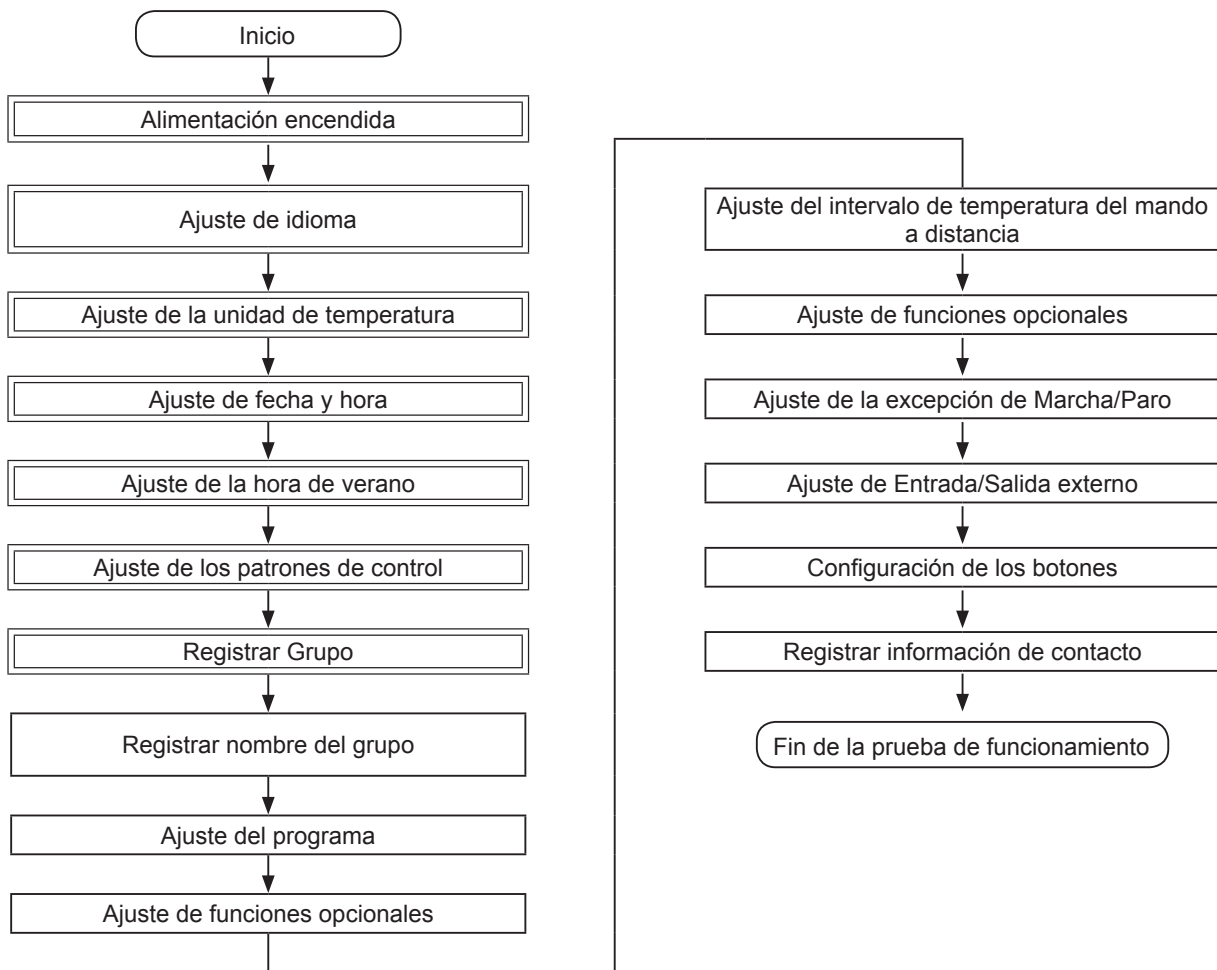 Inicio
Alimentación encendida
Ajuste de idioma
Ajuste de la unidad de temperatura
Ajuste de fecha y hora
Ajuste de la hora de verano
Ajuste de los patrones de control
Registrar Grupo
Registrar nombre del grupo
Ajuste del programa
Ajuste de funciones opcionales
Ajuste del intervalo de temperatura del mando
a distancia
Ajuste de funciones opcionales
Ajuste de la excepción de Marcha/Paro
Ajuste de Entrada/Salida externo
Configuración de los botones
Registrar información de contacto
Fin de la prueba de funcionamiento